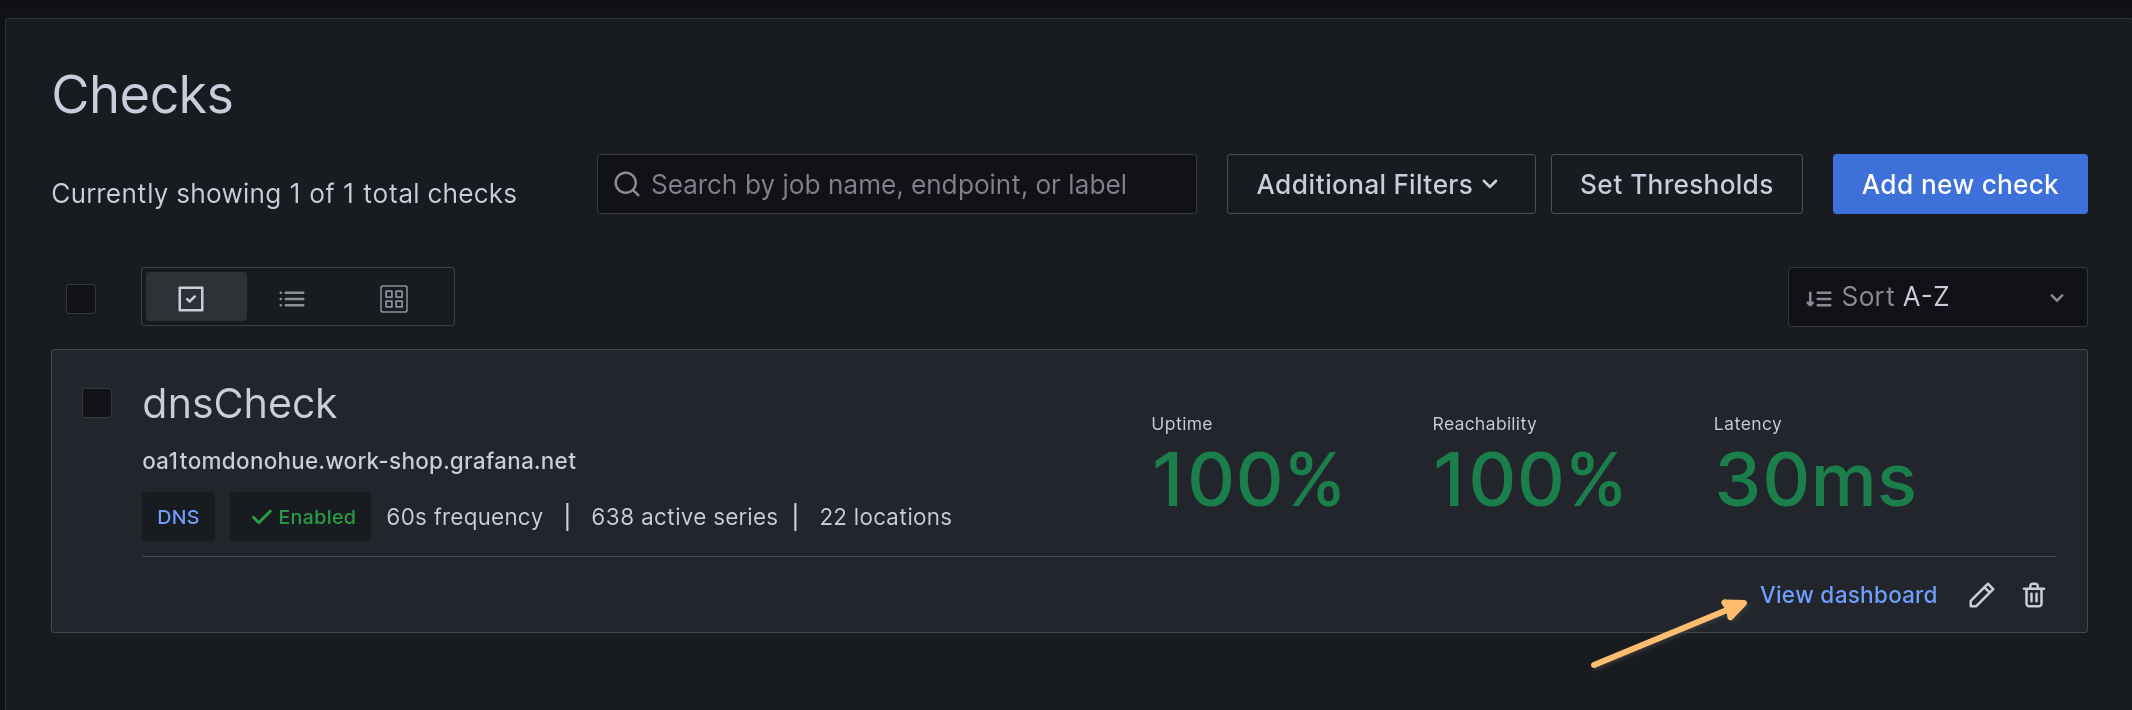 Checks
Currently showing 1 of 1 total checks
Search by job name, endpoint, or label
Additional Filters
Set Thresholds
Add new check
Sort A-Z
dnsCheck
oa1tomdonohue.work-shop.grafana.net
DNS
Enabled
60s frequency | 638 active series | 22 locations
Uptime
100%
Reachability
100%
Latency
30ms
View dashboard